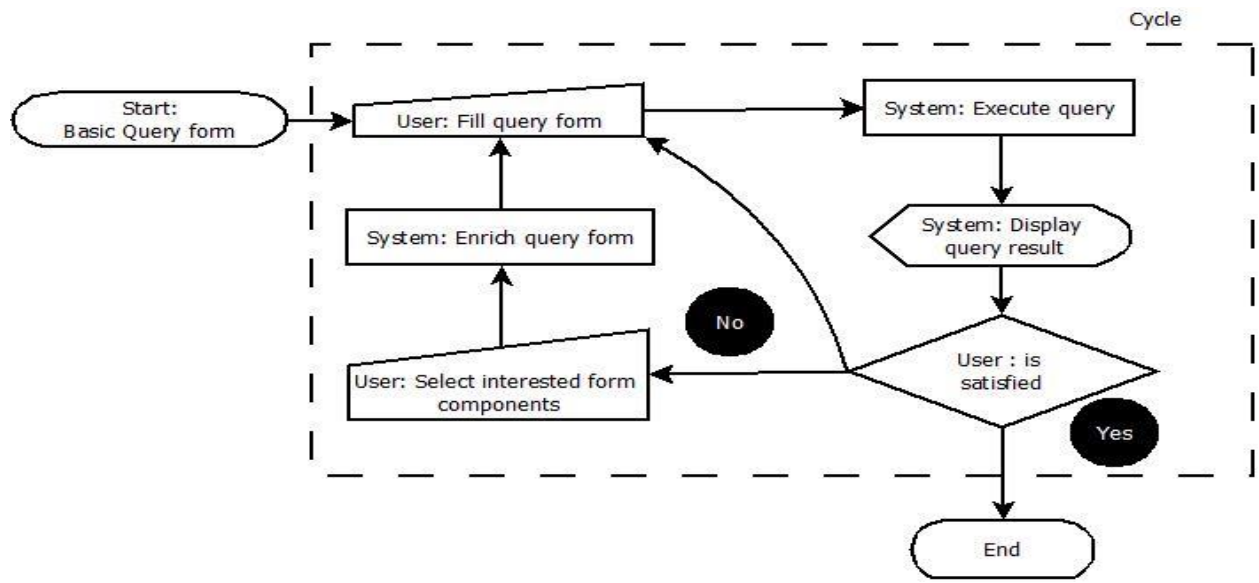 Cycle
Start:
Basic Query form
User: Fill query form
System: Execute query
System: Enrich query form
System: Display
query result
No
User: Select interested form
components
User : is
satisfied
Yes
End